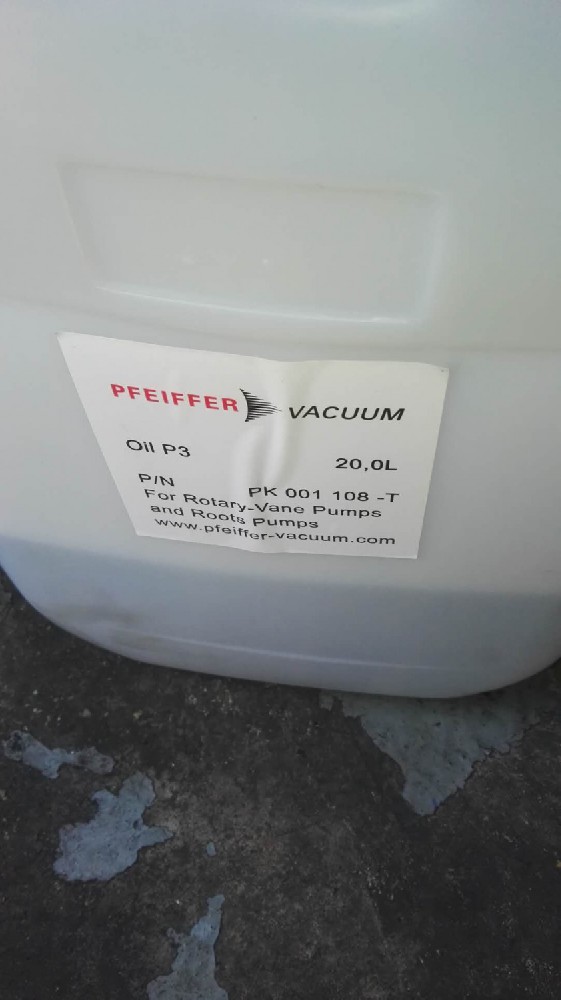 PFEIFFER VACUUM
Oil P3 20,0L
P/N PK 001 108 -T
For Rotary-Vane Pumps
and Roots Pumps
www.pfeiffer-vacuum.com